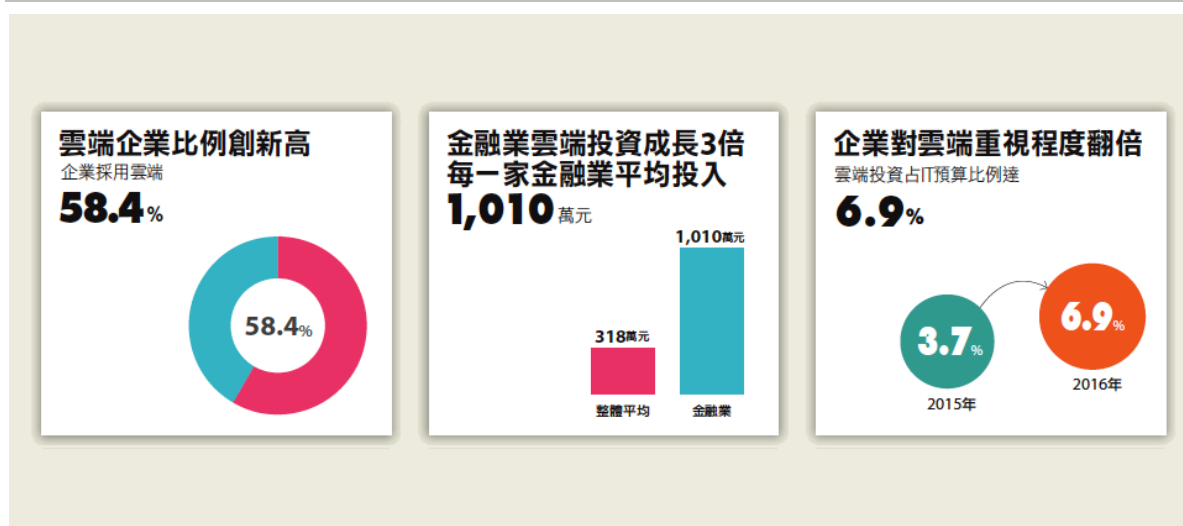 雲端企業比例創新高
企業採用雲端
58.4%
58.4%
金融業雲端投資成長3倍
每一家金融業平均投入
1,010 萬元
1,010萬元
318萬元
整體平均
金融業
企業對雲端重視程度翻倍
雲端投資占IT預算比例達
6.9%
3.7%
6.9%
2015年
2016年